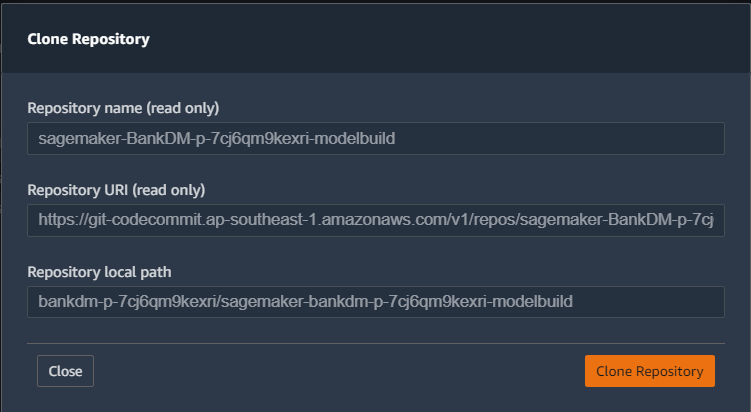 Clone Repository
Repository name (read only)
sagemaker-BankDM-p-7cj6qm9kexri-modelbuild
Repository URI (read only)
https://git-codecommit.ap-southeast-1.amazonaws.com/v1/repos/sagemaker-BankDM-p-7cj
Repository local path
bankdm-p-7cj6qm9kexri/sagemaker-bankdm-p-7cj6qm9kexri-modelbuild
Close
Clone Repository